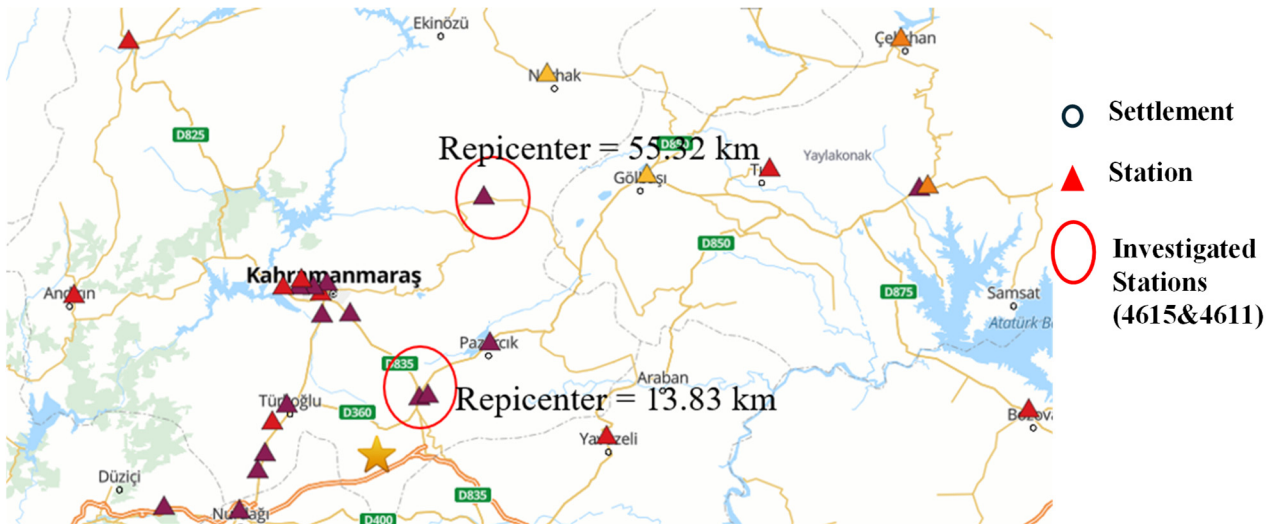 Ekinözü
Çelikhan
Nurhak
D825
Repicenter = 55.32 km
D850
Yaylakonak
Gölbaşı
D850
Kahramanmaraş
Andırın
D875
Samsat
Atatürk B
Pazarcık
D835
Araban
Türkoğlu
D360
Repicenter = 13.83 km
Bozova
Yavuzeli
Düziçi
D835
Nurdağı
D400
Settlement
Station
Investigated
Stations
(4615&4611)